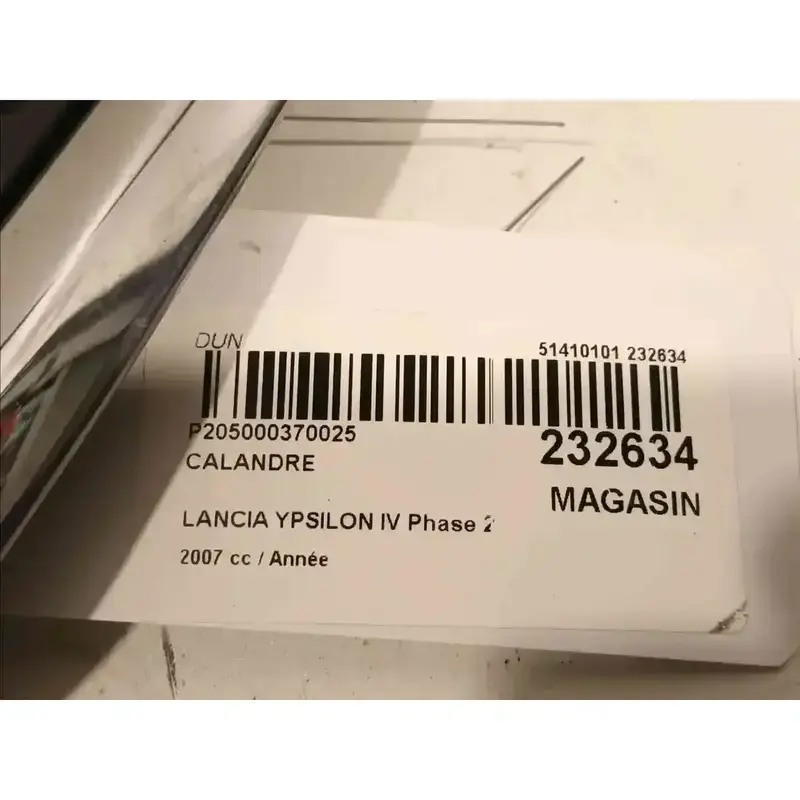 DUN
51410101 232634
P205000370025
232634
CALANDRE
MAGASIN
LANCIA YPSILON IV Phase 2
2007 cc / Année